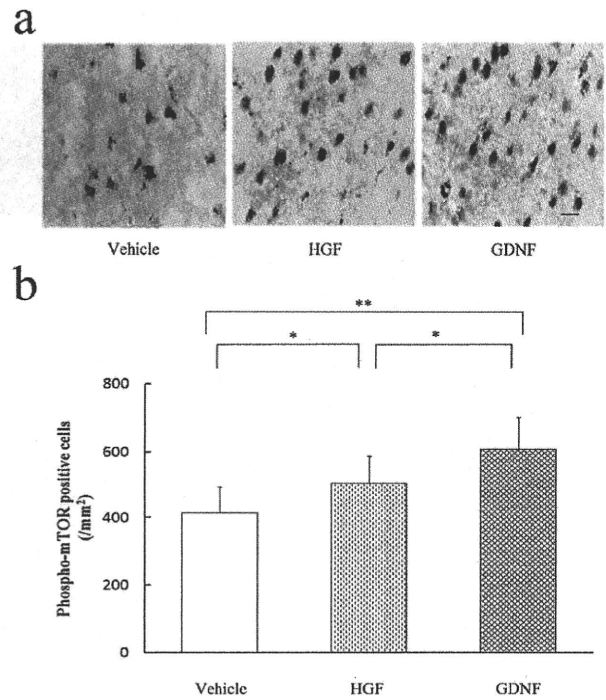 a
Vehicle HGF GDNF
b
**
* *
800
600
400
200
0
Phospho-mTOR positive cells
(/mm²)
Vehicle HGF GDNF